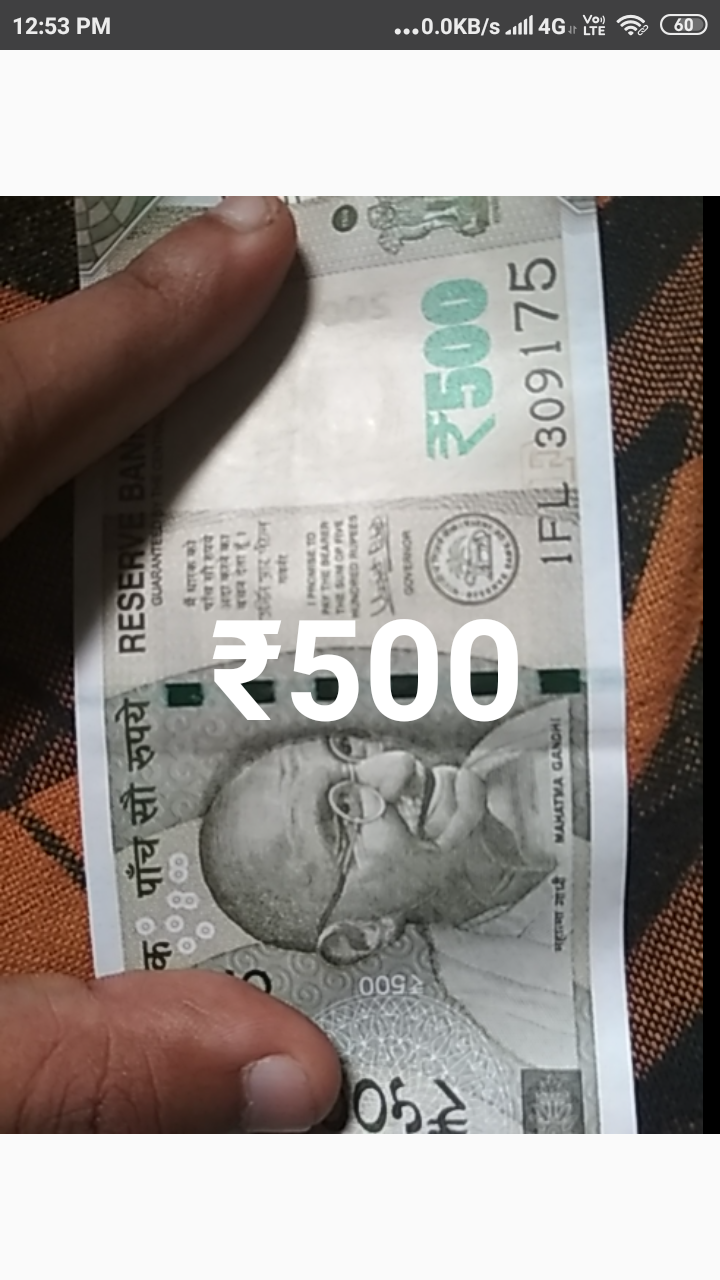 12:53 PM
...0.0KB/s 4G Vo) LTE 60
₹500
1FL 309175
RESERVE BAN
GUARANTEED
मैं धारक को
पाँच सौ रुपये
अदा करने का
वचन देता हूँ।
I PROMISE TO
PAY THE BEARER
THE SUM OF FIVE
HUNDRED RUPEES
GOVERNOR
₹500
क पाँच सौ रुपये
महात्मा गांधी MAHATMA GANDHI
₹500